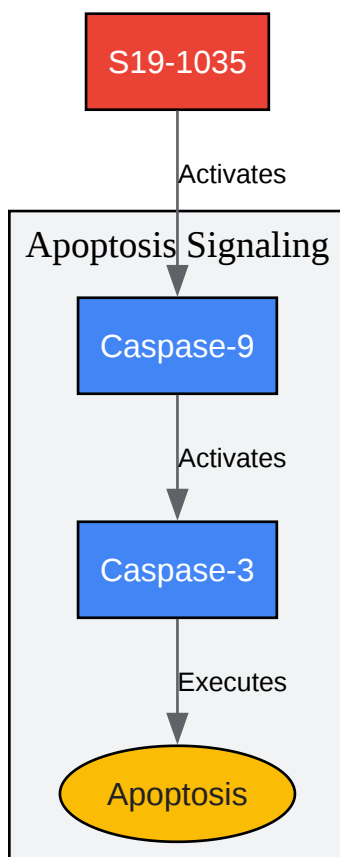 S19-1035
Activates
Apoptosis Signaling
Caspase-9
Activates
Caspase-3
Executes
Apoptosis